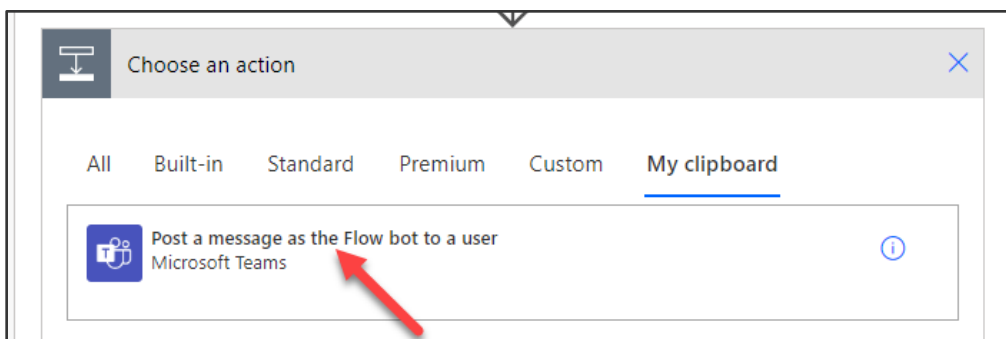 Choose an action
All Built-in Standard Premium Custom My clipboard
Post a message as the Flow bot to a user
Microsoft Teams